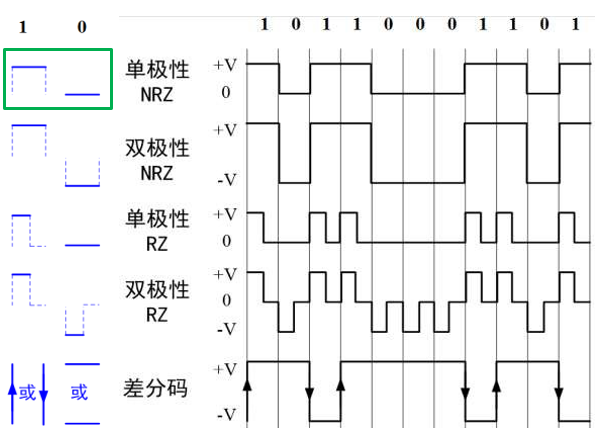 1 0 1 0 1 1 0 0 0 1 1 0 1
单极性 +V
NRZ 0
双极性 +V
NRZ -V
单极性 +V
RZ 0
双极性 +V
0
RZ -V
+V
或 或 差分码
-V